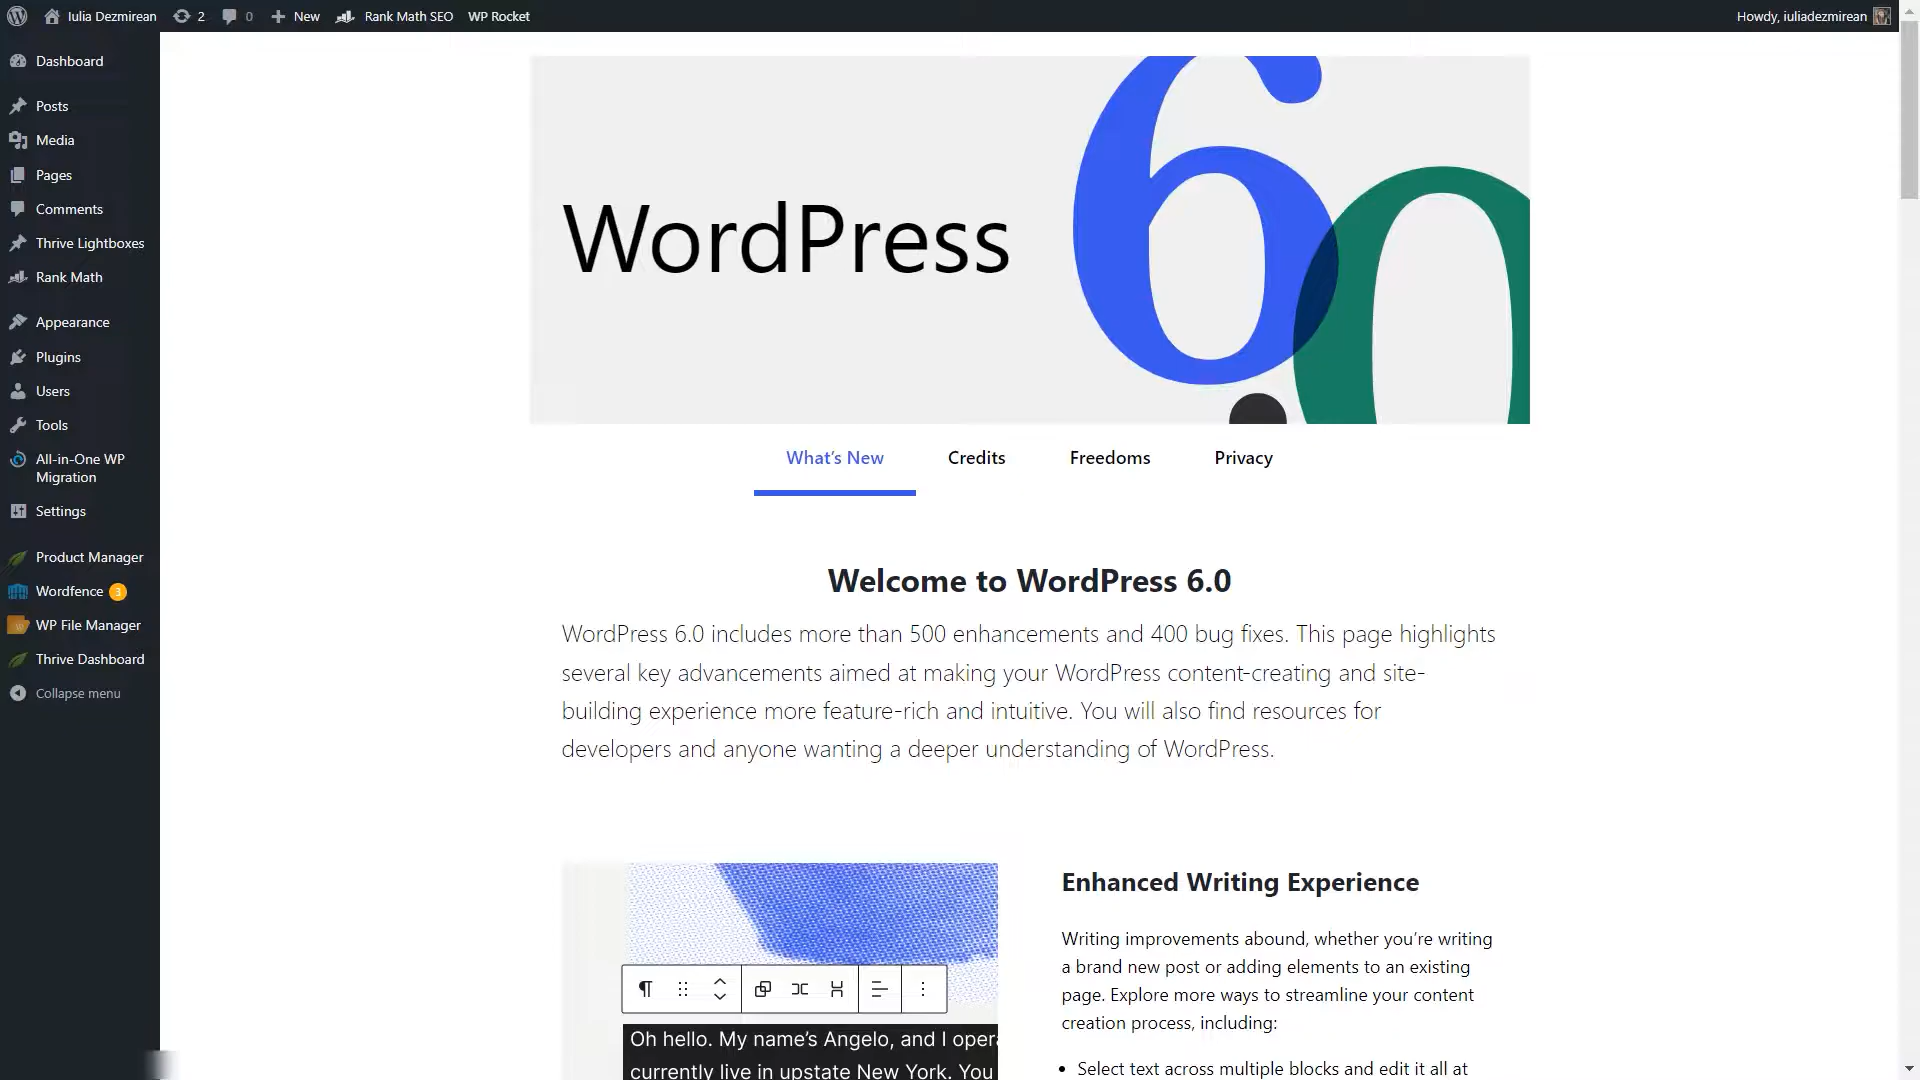 Iulia Dezmirean
2
0
New
Rank Math SEO
WP Rocket
Howdy, iuliadezmirean
Dashboard
Posts
Media
Pages
Comments
Thrive Lightboxes
Rank Math
Appearance
Plugins
Users
Tools
All-in-One WP
Migration
Settings
Product Manager
Wordfence 3
WP File Manager
Thrive Dashboard
Collapse menu
WordPress
6.0
What’s New
Credits
Freedoms
Privacy
Welcome to WordPress 6.0
WordPress 6.0 includes more than 500 enhancements and 400 bug fixes. This page highlights
several key advancements aimed at making your WordPress content-creating and site-
building experience more feature-rich and intuitive. You will also find resources for
developers and anyone wanting a deeper understanding of WordPress.
Oh hello. My name’s Angelo, and I opera
currently live in upstate New York. You
Enhanced Writing Experience
Writing improvements abound, whether you’re writing
a brand new post or adding elements to an existing
page. Explore more ways to streamline your content
creation process, including:
• Select text across multiple blocks and edit it all at